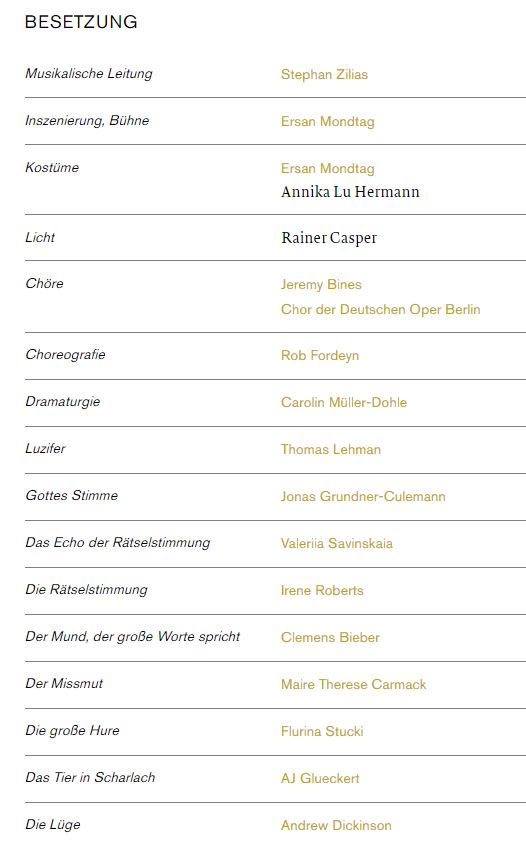 BESETZUNG
Musikalische Leitung Stephan Zilias
Inszenierung, Bühne Ersan Mondtag
Kostüme Ersan Mondtag
Annika Lu Hermann
Licht Rainer Casper
Chöre Jeremy Bines
Chor der Deutschen Oper Berlin
Choreografie Rob Fordeyn
Dramaturgie Carolin Müller-Dohle
Luzifer Thomas Lehman
Gottes Stimme Jonas Grundner-Culemann
Das Echo der Rätselstimmung Valeriia Savinskaia
Die Rätselstimmung Irene Roberts
Der Mund, der große Worte spricht Clemens Bieber
Der Missmut Maire Therese Carmack
Die große Hure Flurina Stucki
Das Tier in Scharlach AJ Glueckert
Die Lüge Andrew Dickinson